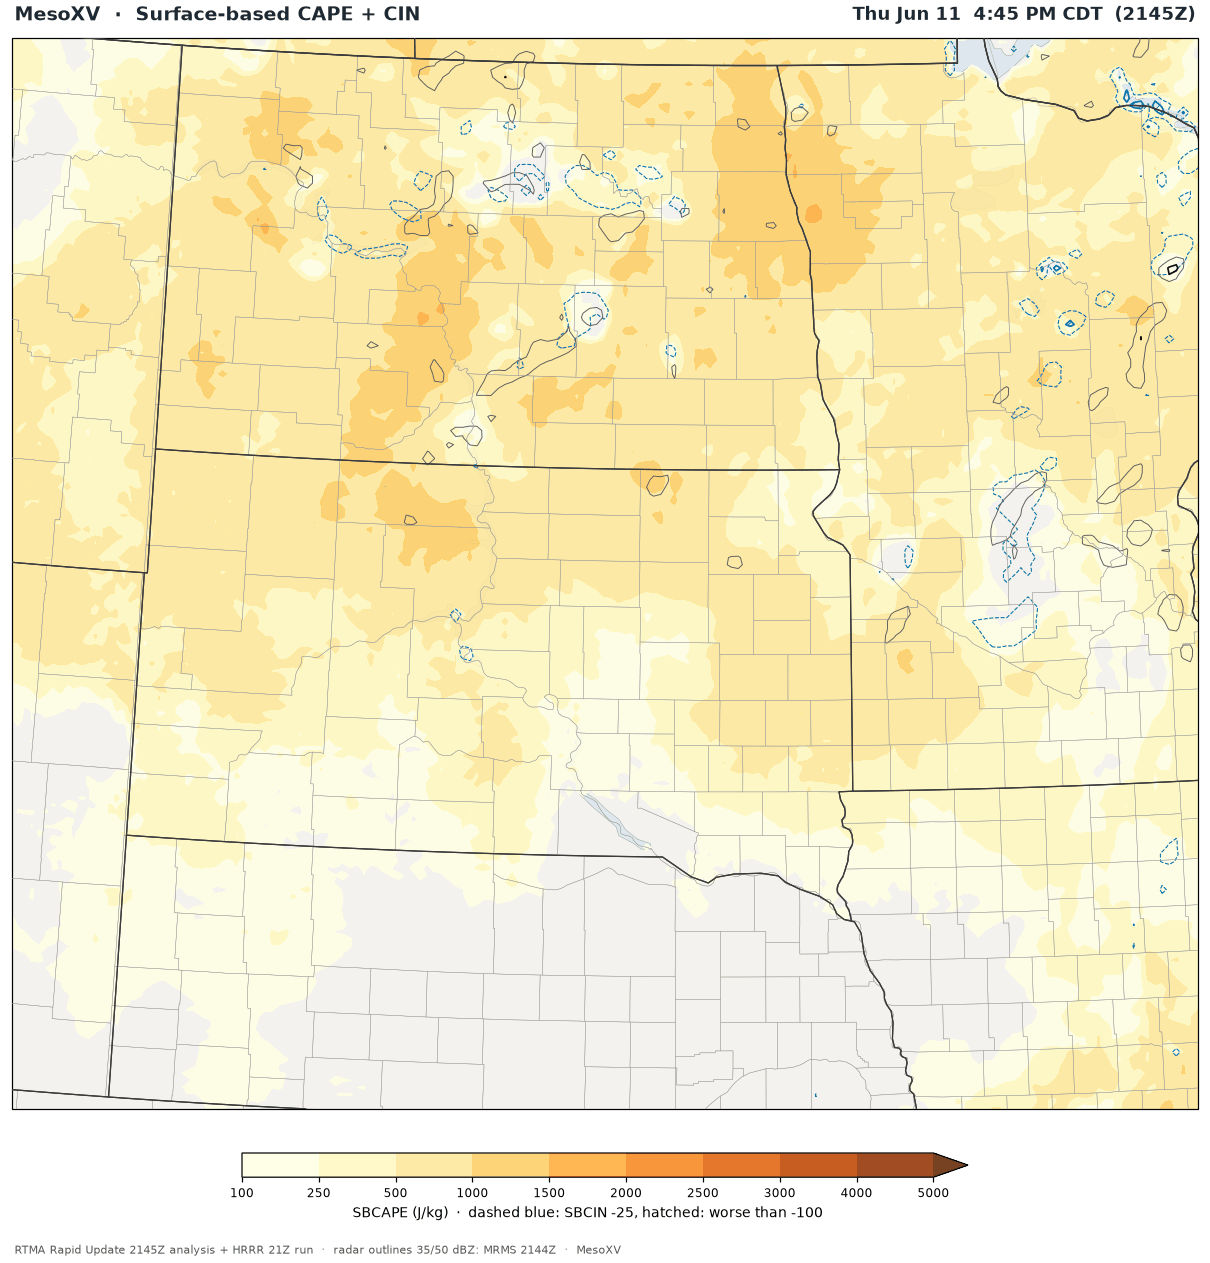 MesoXV · Surface-based CAPE + CIN
Thu Jun 11 4:45 PM CDT (2145Z)
100 250 500 1000 1500 2000 2500 3000 4000 5000
SBCAPE (J/kg) · dashed blue: SBCIN -25, hatched: worse than -100
RTMA Rapid Update 2145Z analysis + HRRR 21Z run · radar outlines 35/50 dBZ: MRMS 2144Z · MesoXV